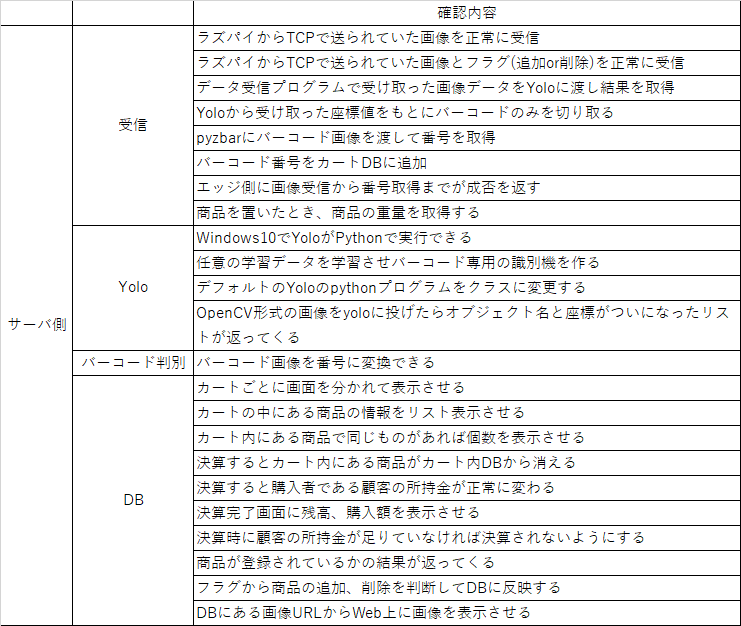 確認内容
サーバ側
受信
ラズパイからTCPで送られていた画像を正常に受信
ラズパイからTCPで送られていた画像とフラグ(追加or削除)を正常に受信
データ受信プログラムで受け取った画像データをYoloに渡し結果を取得
Yoloから受け取った座標値をもとにバーコードのみを切り取る
pyzbarにバーコード画像を渡して番号を取得
バーコード番号をカートDBに追加
エッジ側に画像受信から番号取得までが成否を返す
商品を置いたとき、商品の重量を取得する
Yolo
Windows10でYoloがPythonで実行できる
任意の学習データを学習させバーコード専用の識別機を作る
デフォルトのYoloのpythonプログラムをクラスに変更する
OpenCV形式の画像をyoloに投げたらオブジェクト名と座標がついになったリス
トが返ってくる
バーコード判別
バーコード画像を番号に変換できる
DB
カートごとに画面を分かれて表示させる
カートの中にある商品の情報をリスト表示させる
カート内にある商品で同じものがあれば個数を表示させる
決算するとカート内にある商品がカート内DBから消える
決算すると購入者である顧客の所持金が正常に変わる
決算完了画面に残高、購入額を表示させる
決算時に顧客の所持金が足りていなければ決算されないようにする
商品が登録されているかの結果が返ってくる
フラグから商品の追加、削除を判断してDBに反映する
DBにある画像URLからWeb上に画像を表示させる